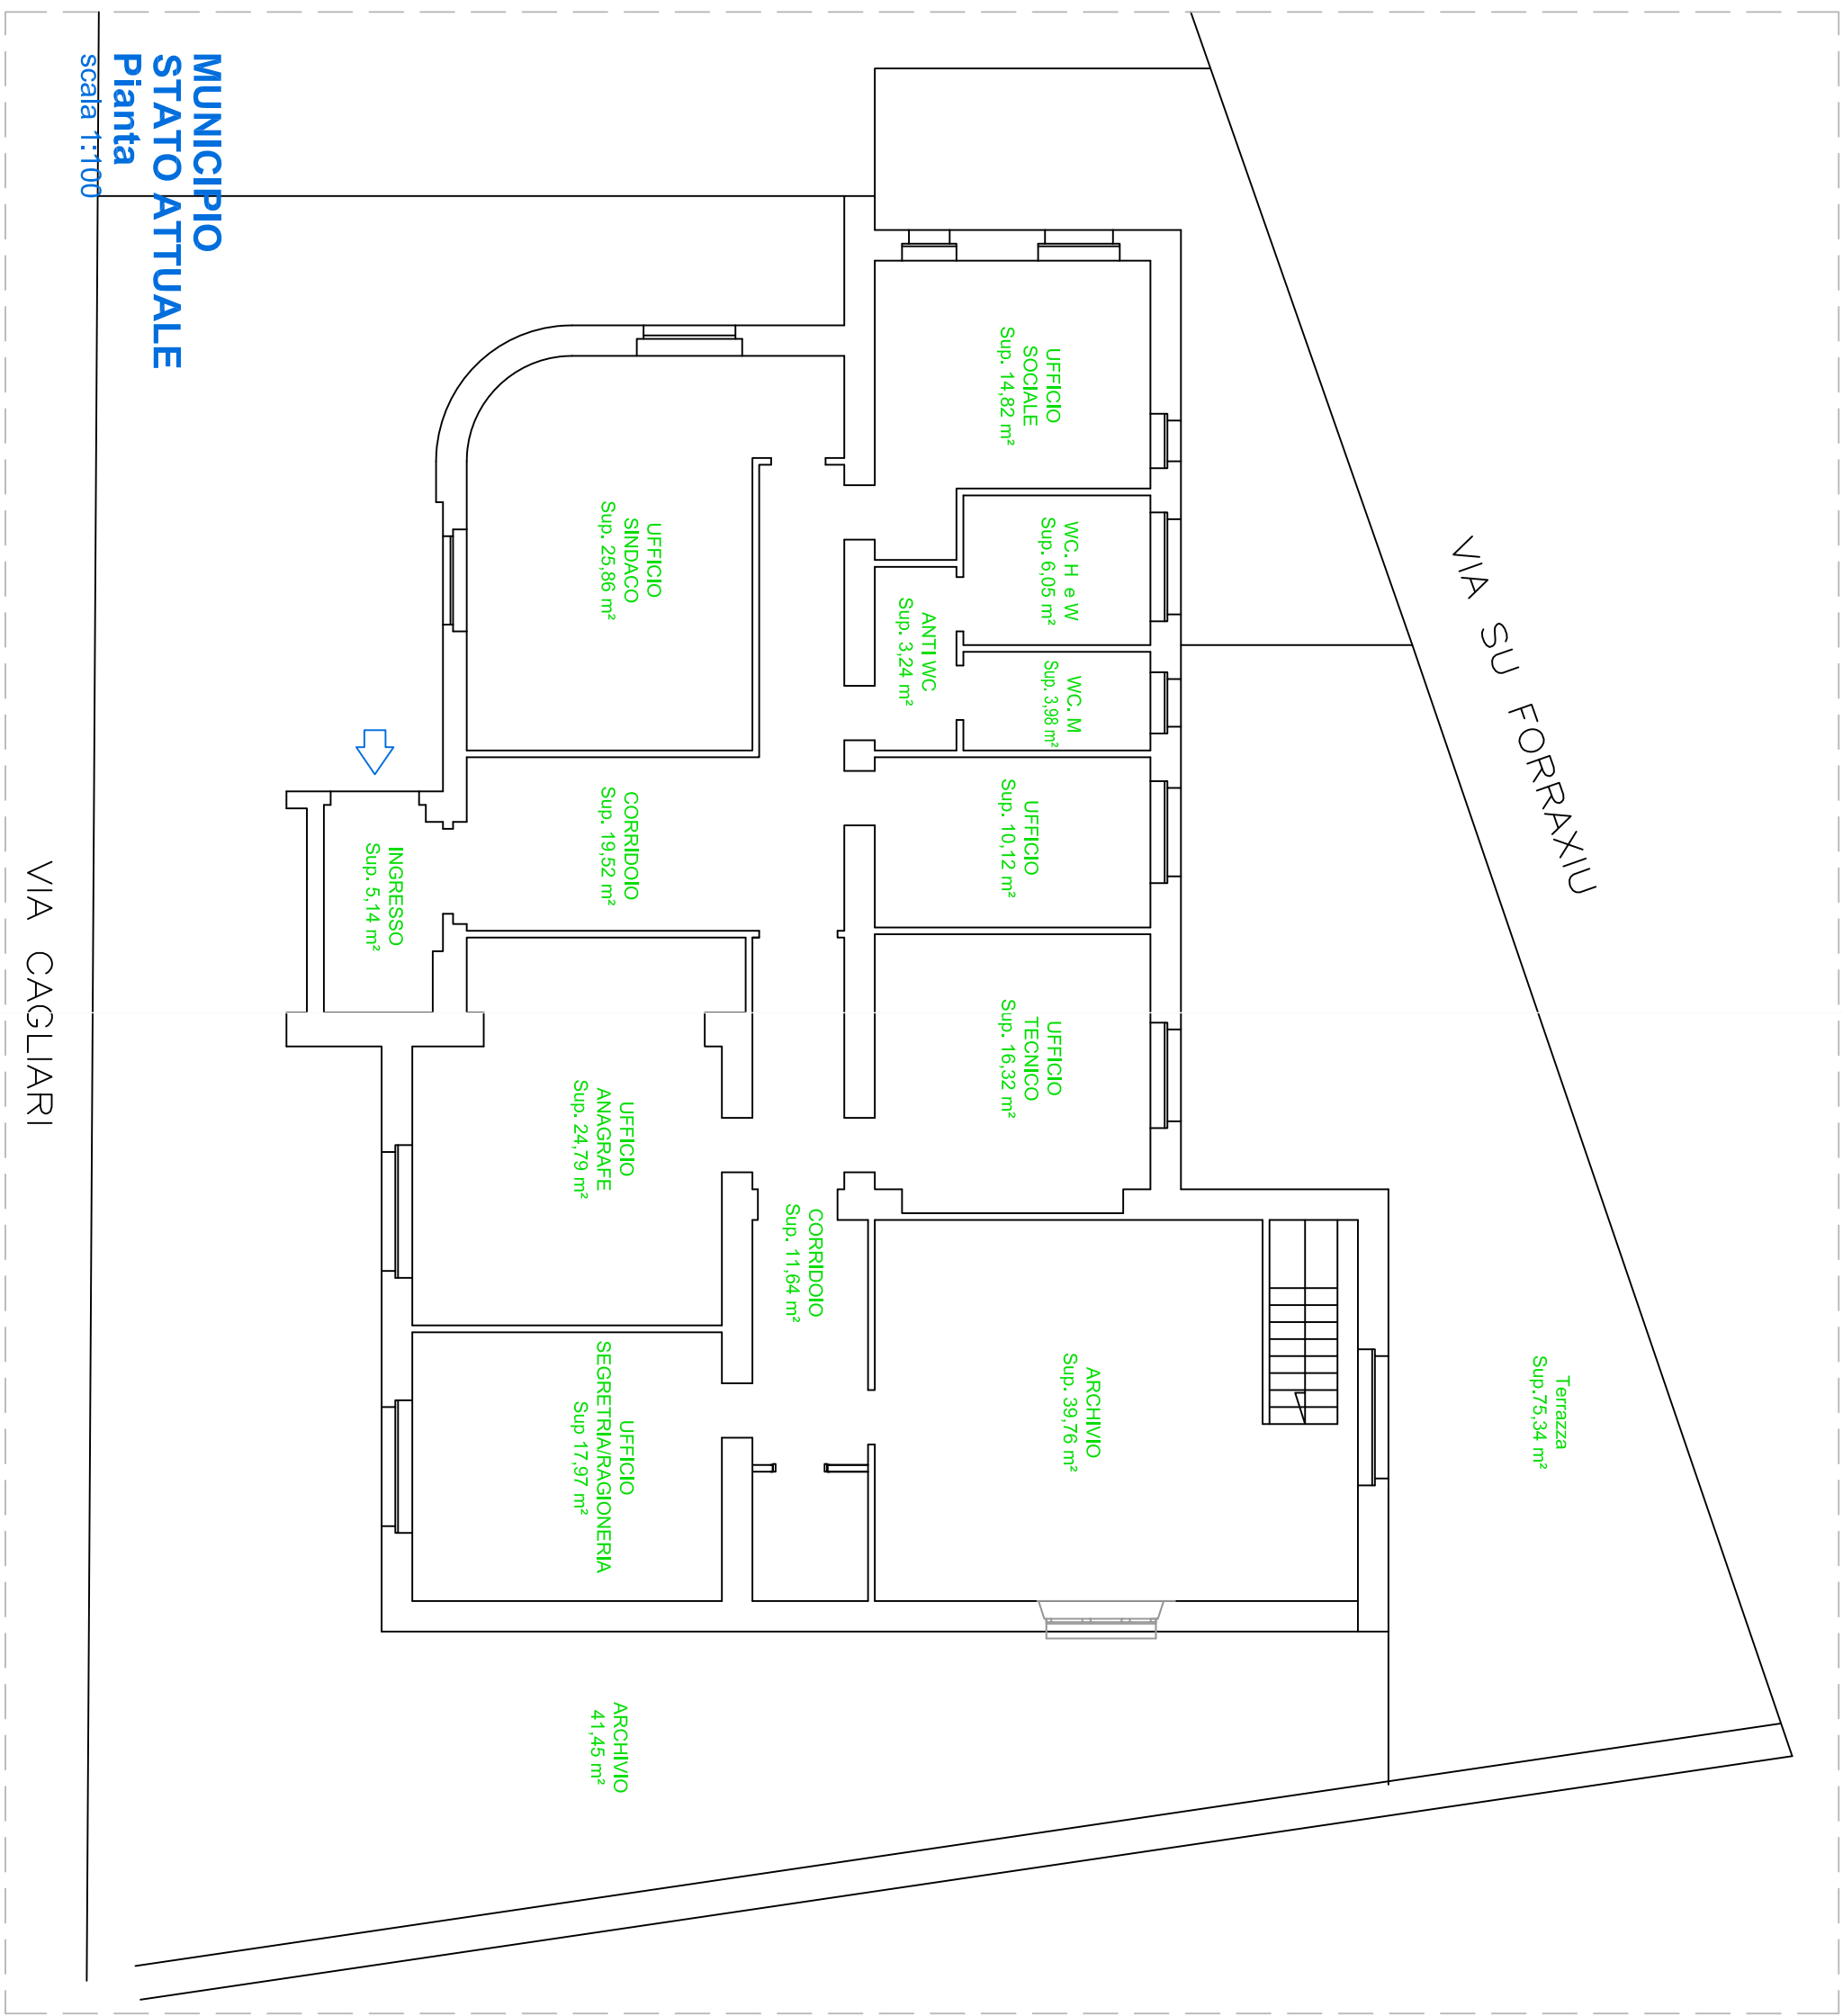 MUNICIPIO
STATO ATTUALE
Pianta
scala 1:100
VIA SU FORRAXIU
Terrazza
Sup.75,34 m²
UFFICIO
SOCIALE
Sup. 14,82 m²
WC. H e W
Sup. 6,05 m²
WC. M
Sup. 3,98 m²
ANTI WC
Sup. 3,24 m²
UFFICIO
Sup. 10,12 m²
UFFICIO
TECNICO
Sup. 16,32 m²
ARCHIVIO
Sup. 39,76 m²
UFFICIO
SINDACO
Sup. 25,86 m²
CORRIDOIO
Sup. 19,52 m²
CORRIDOIO
Sup. 11,64 m²
INGRESSO
Sup. 5,14 m²
UFFICIO
ANAGRAFE
Sup. 24,79 m²
UFFICIO
SEGRETRIA/RAGIONERIA
Sup 17,97 m²
ARCHIVIO
41,45 m²
VIA CAGLIARI